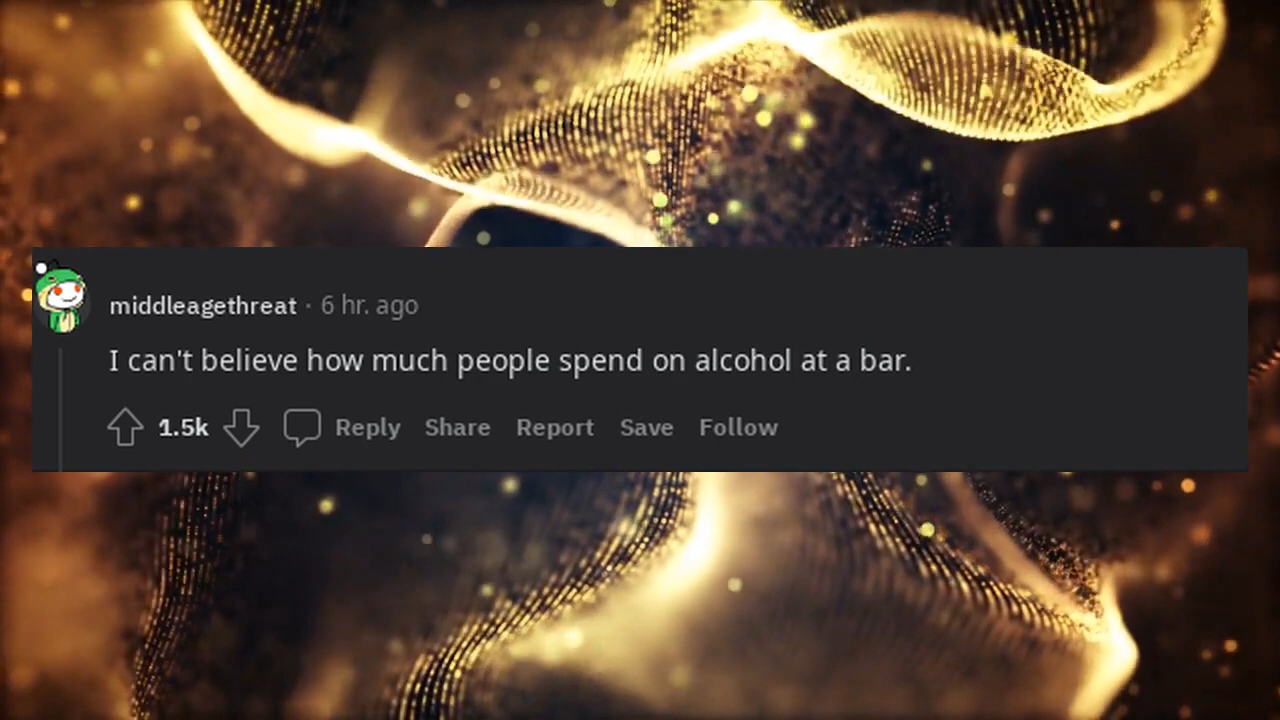 middleagethreat · 6 hr. ago
I can't believe how much people spend on alcohol at a bar.
1.5k Reply Share Report Save Follow